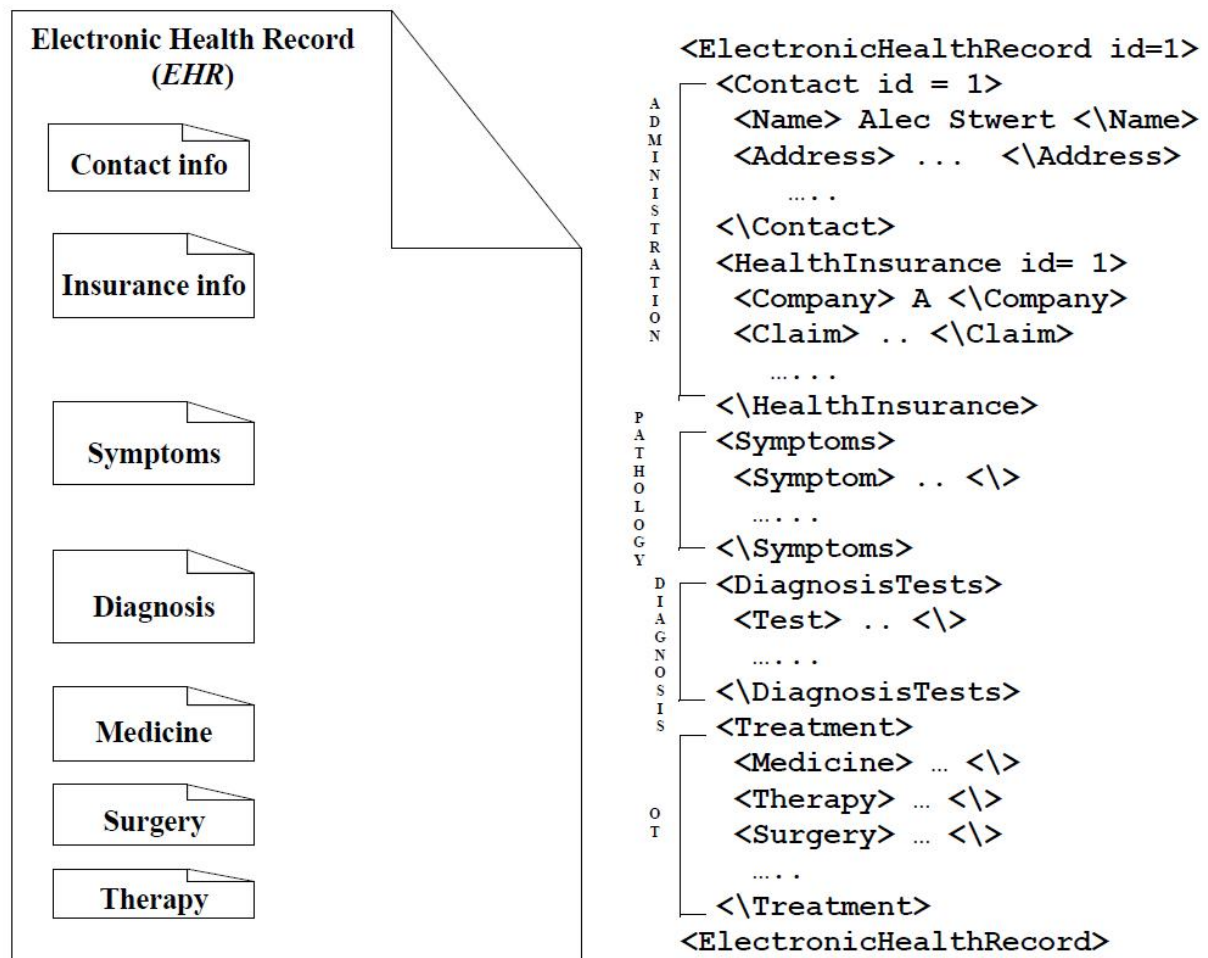 Electronic Health Record
(EHR)
Contact info
Insurance info
Symptoms
Diagnosis
Medicine
Surgery
Therapy
ADMINISTRATION
PATHOLOGY
DIAGNOSIS
OT
<ElectronicHealthRecord id=1>
<Contact id = 1>
<Name> Alec Stwert <\Name>
<Address> ... <\Address>
.....
<\Contact>
<HealthInsurance id= 1>
<Company> A <\Company>
<Claim> .. <\Claim>
......
<\HealthInsurance>
<Symptoms>
<Symptom> .. <\>
......
<\Symptoms>
<DiagnosisTests>
<Test> .. <\>
......
<\DiagnosisTests>
<Treatment>
<Medicine> … <\>
<Therapy> … <\>
<Surgery> … <\>
.....
<\Treatment>
<ElectronicHealthRecord>